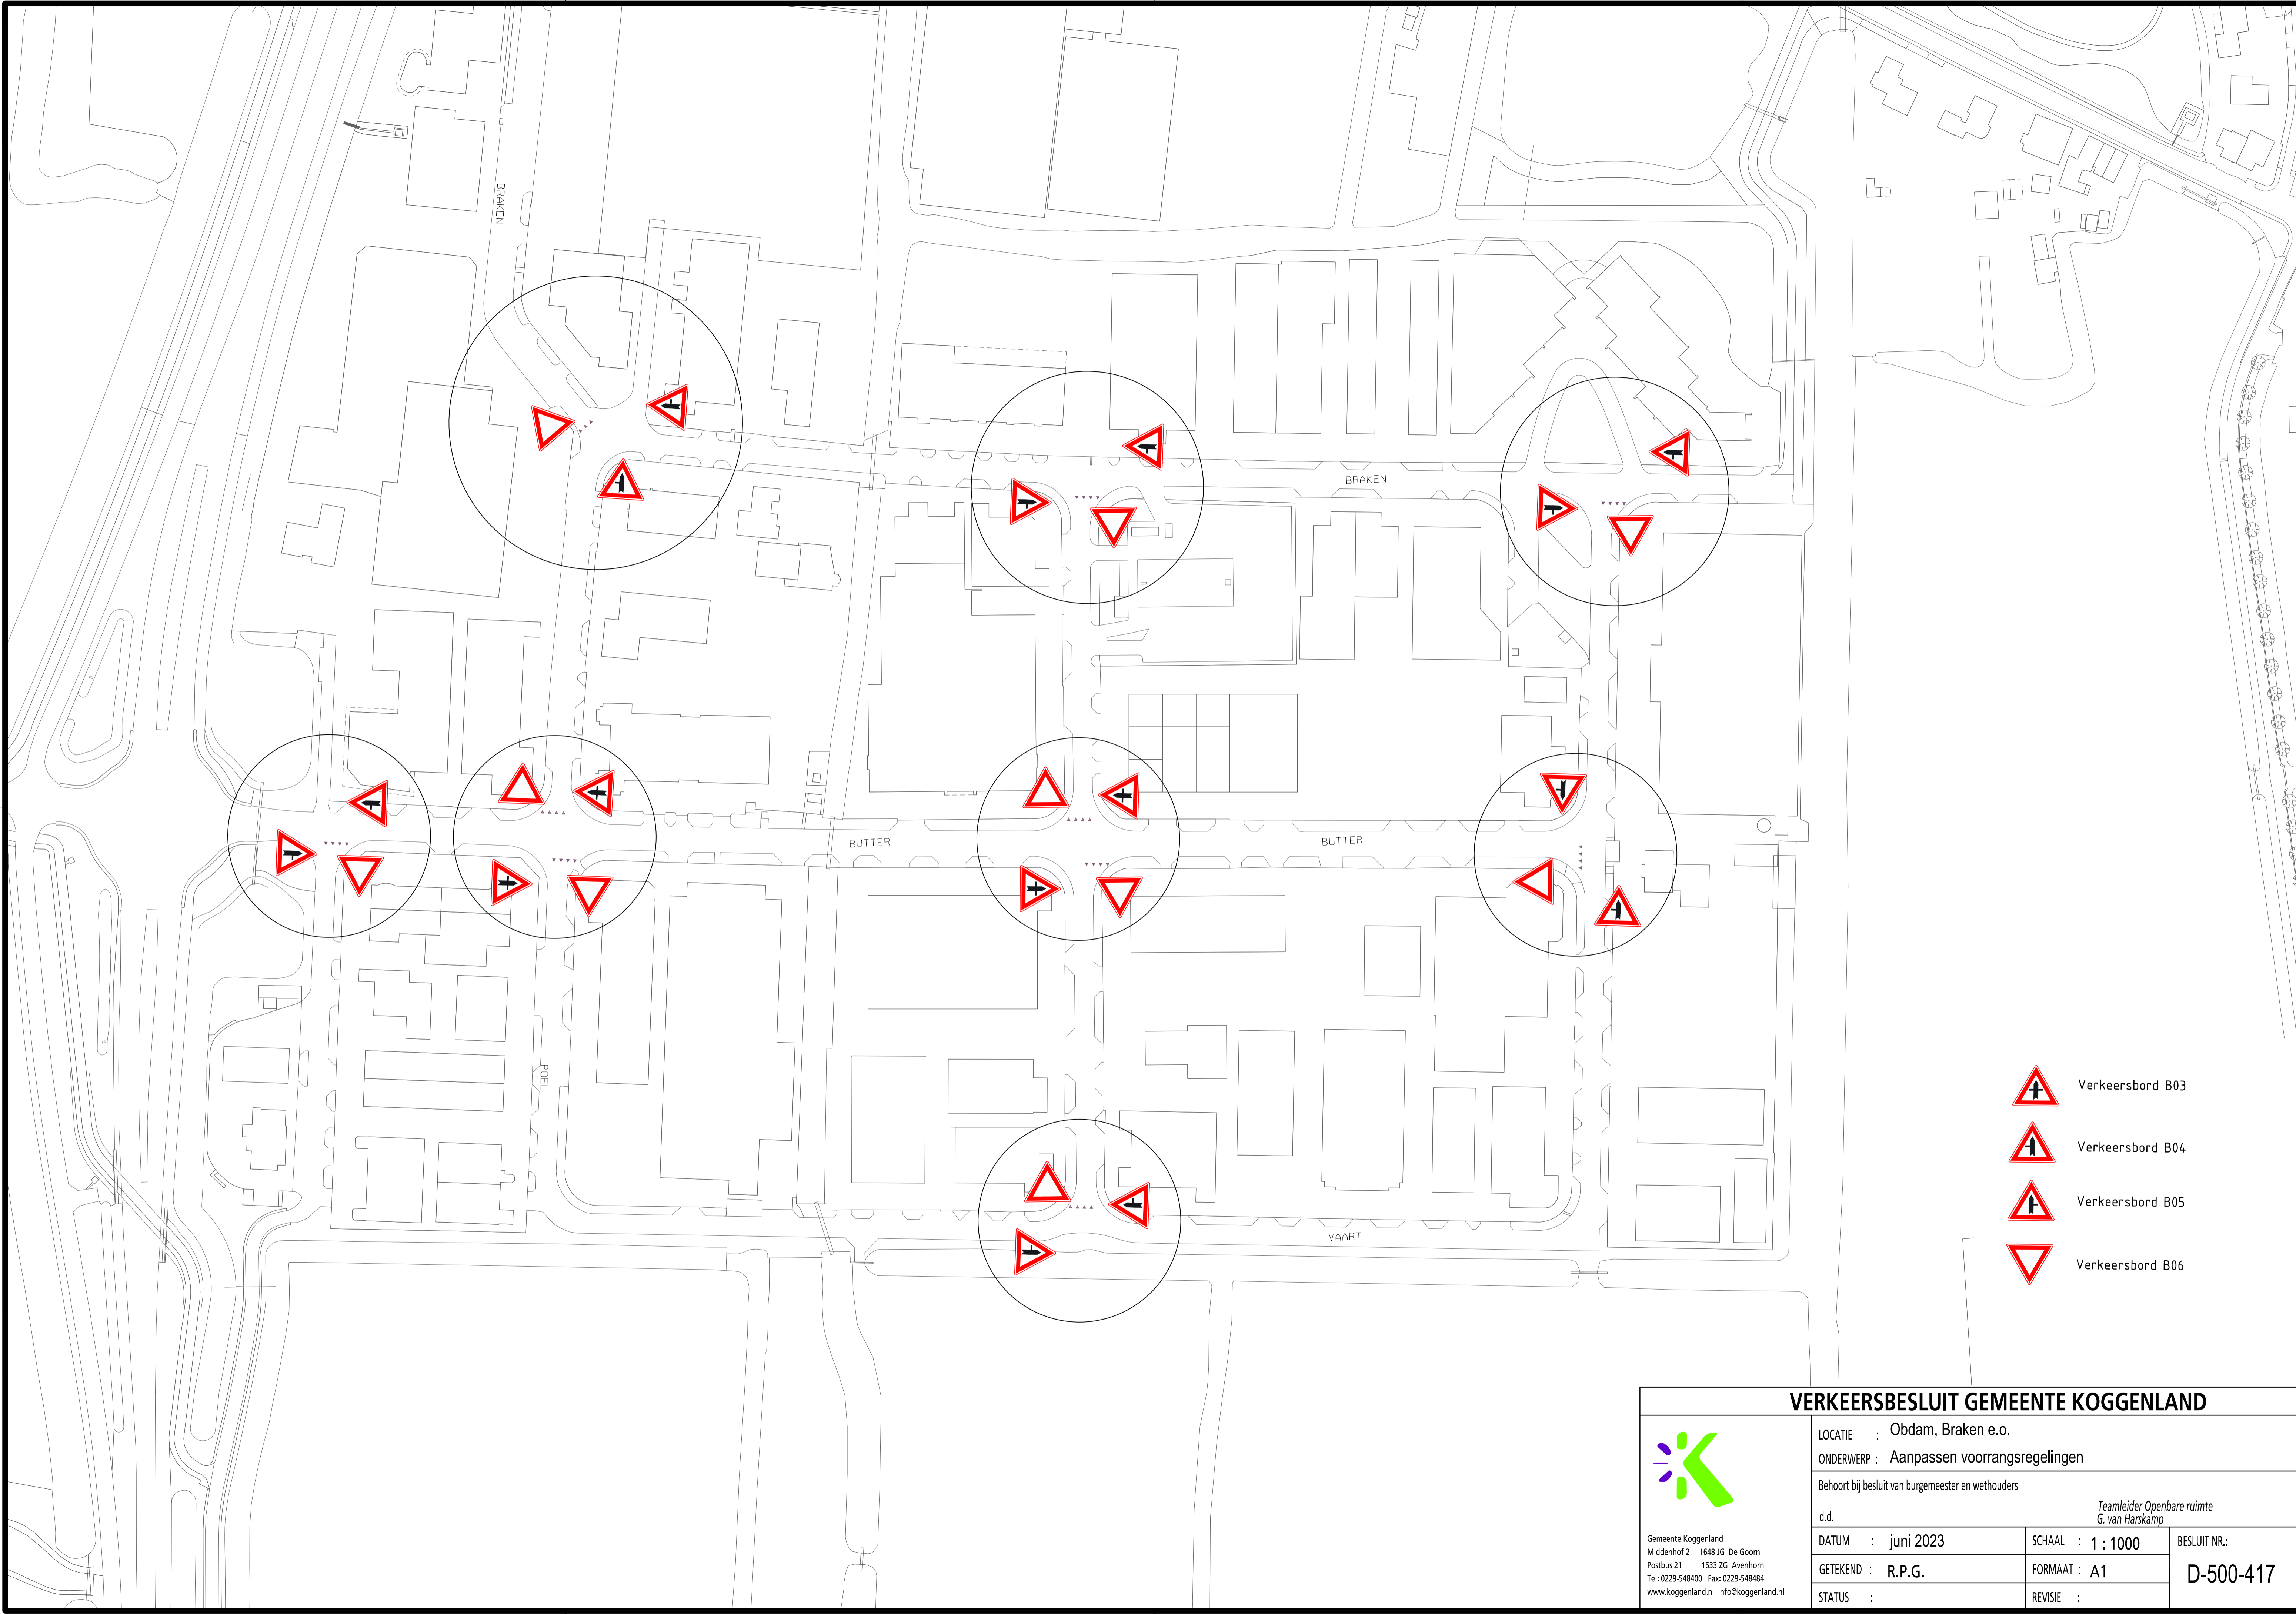 BRAKEN
BRAKEN
BUTTER
BUTTER
POEL
VAART
Verkeersbord B03
Verkeersbord B04
Verkeersbord B05
Verkeersbord B06
VERKEERSBESLUIT GEMEENTE KOGGENLAND
LOCATIE : Obdam, Braken e.o.
ONDERWERP : Aanpassen voorrangsregelingen
Behoort bij besluit van burgemeester en wethouders
Teamleider Openbare ruimte
d.d. G. van Harskamp
Gemeente Koggenland
Middenhof 2 1648 JG De Goorn
Postbus 21 1633 ZG Avenhorn
Tel: 0229-548400 Fax: 0229-548484
www.koggenland.nl info@koggenland.nl
DATUM : juni 2023
SCHAAL : 1 : 1000
BESLUIT NR.:
GETEKEND : R.P.G.
FORMAAT : A1
D-500-417
STATUS :
REVISIE :